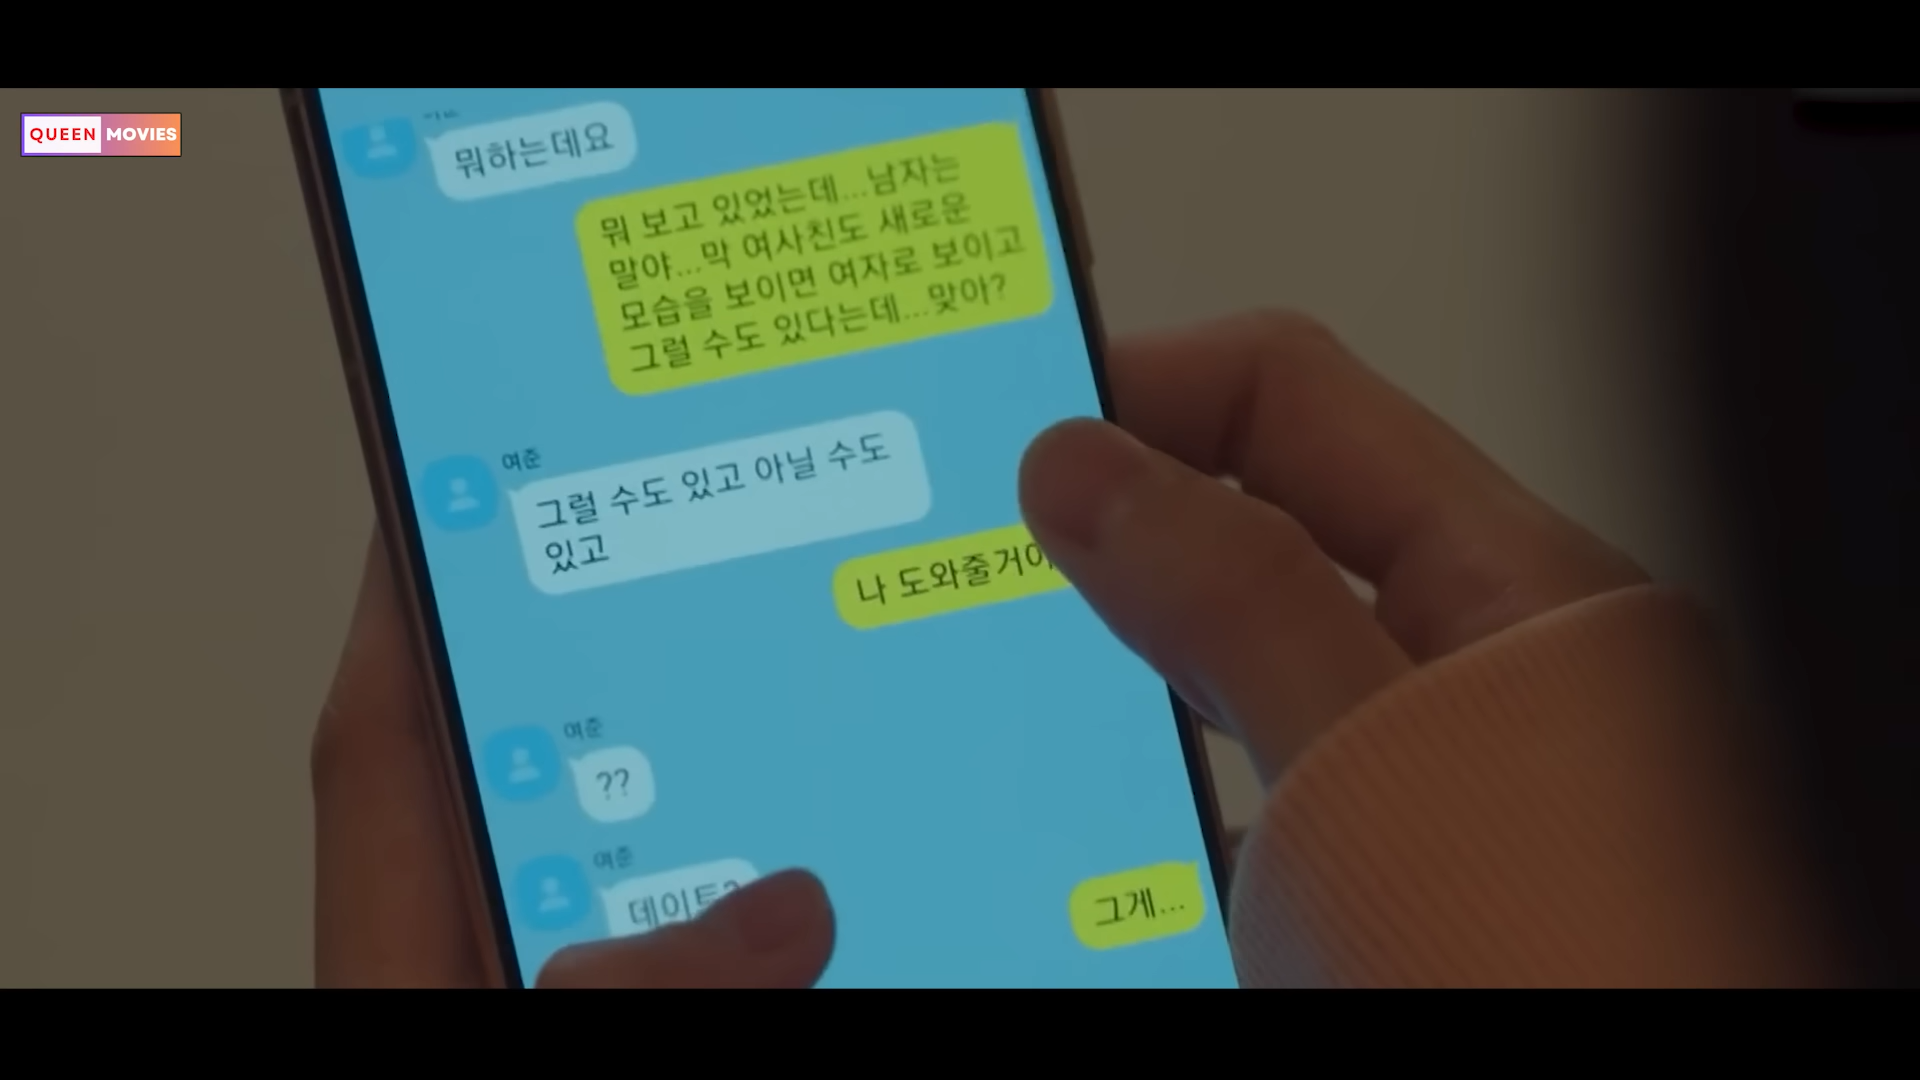 QUEEN MOVIES
뭐하는데요
뭐 보고 있었는데...남자는
말야...막 여사친도 새로운
모습을 보이면 여자로 보이고
그럴 수도 있다는데...맞아?
여준
그럴 수도 있고 아닐 수도
있고
나 도와줄거야
여준
??
여준
데이트?
그게...